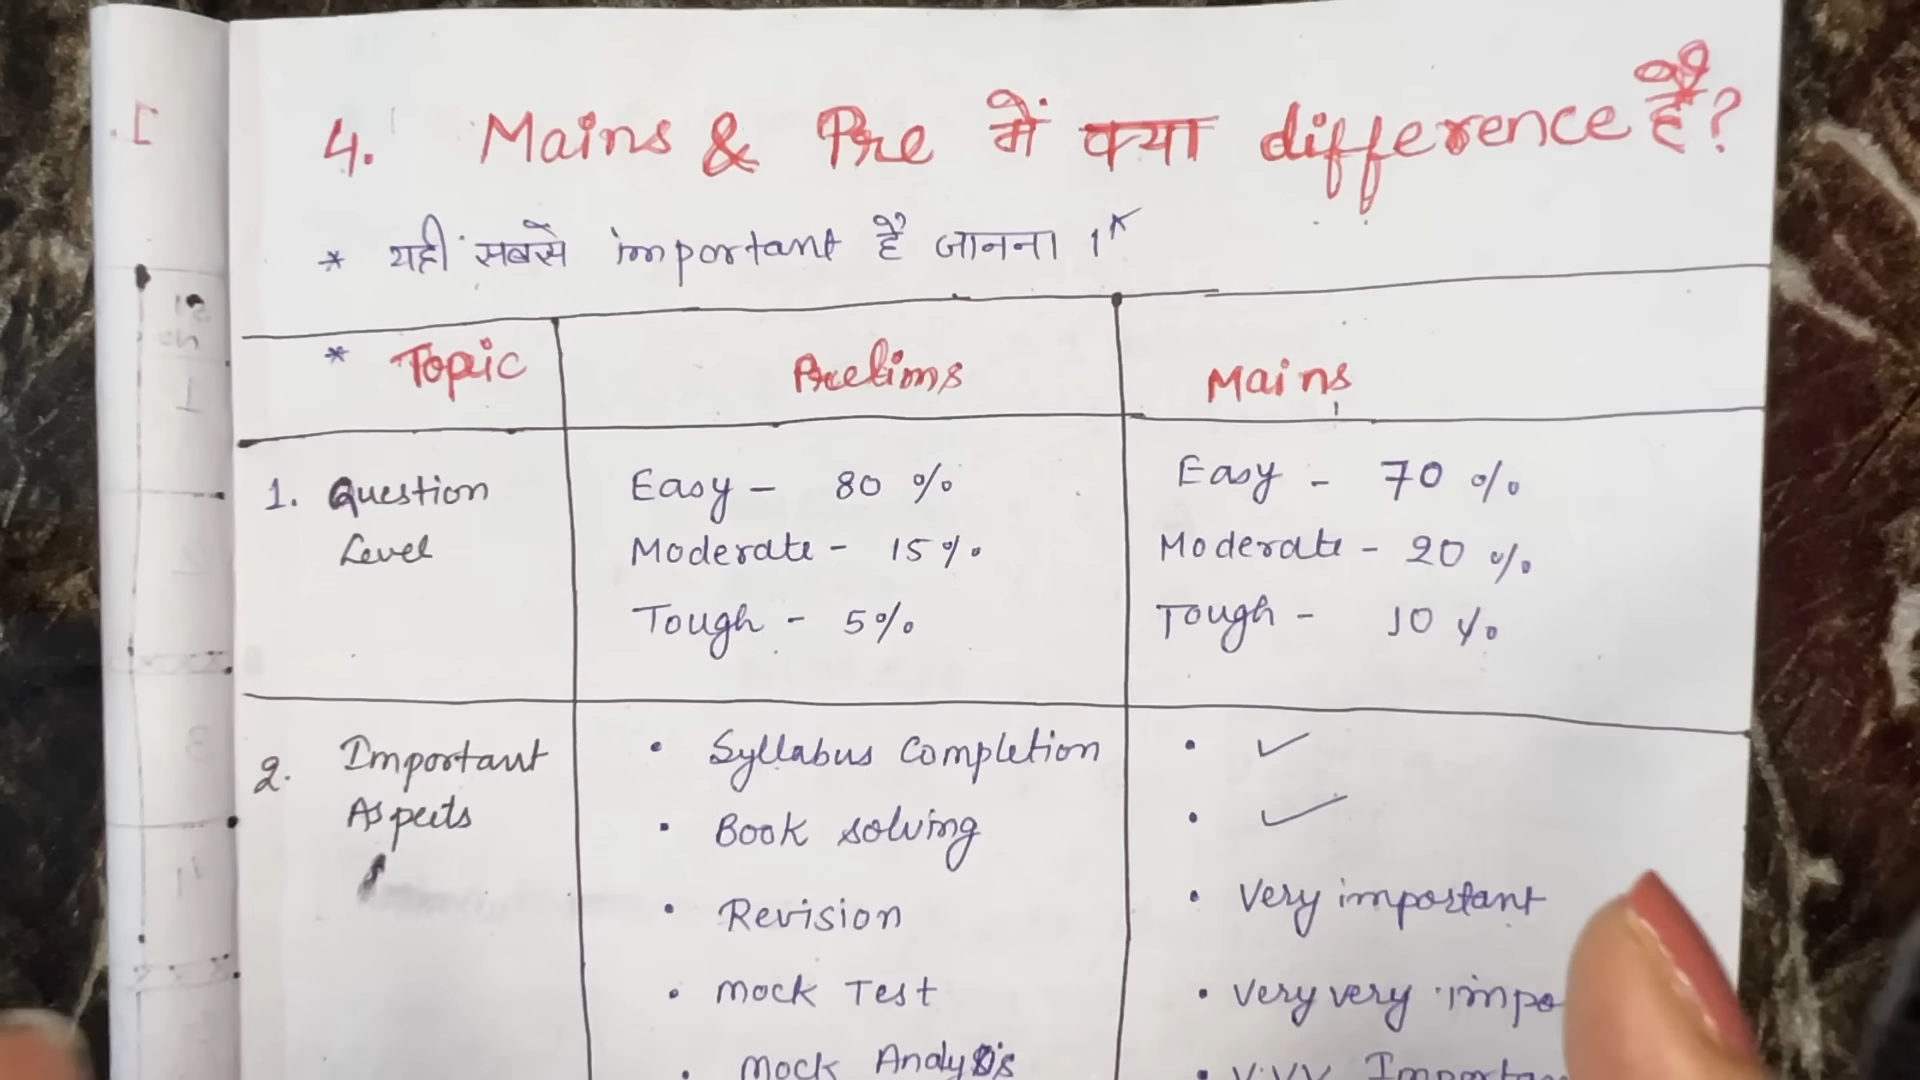 4. Mains & Pre में क्या difference है?
* यही सबसे important है जानना ।*
* Topic Prelims Mains
1. Question Level
Easy - 80 %
Moderate - 15%
Tough - 5%
Easy - 70 %
Moderate - 20 %
Tough - 10 %
2. Important Aspects
• Syllabus Completion • ✓
• Book solving • ✓
• Revision • Very important
• Mock Test • Very very impo
• Mock Analysis • V.V.V Importan